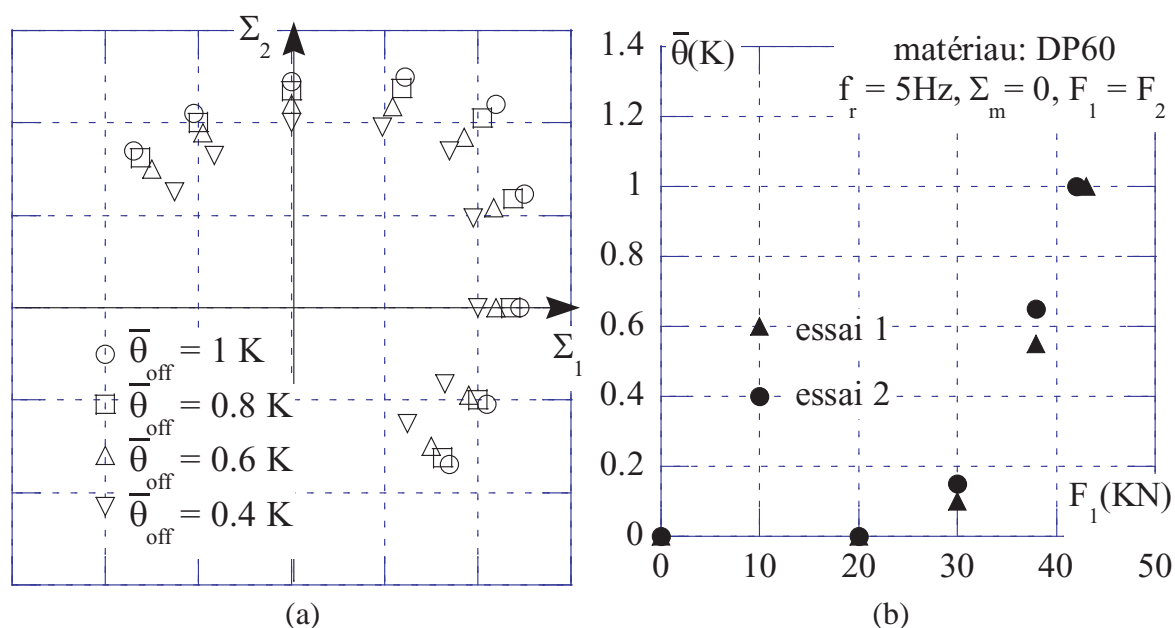 Σ2
Σ1
θ̄off = 1 K
θ̄off = 0.8 K
θ̄off = 0.6 K
θ̄off = 0.4 K
(a)
θ̄(K)
matériau: DP60
fr = 5Hz, Σm = 0, F1 = F2
1.4
1.2
1
0.8
0.6
0.4
0.2
0
essai 1
essai 2
F1(KN)
0 10 20 30 40 50
(b)